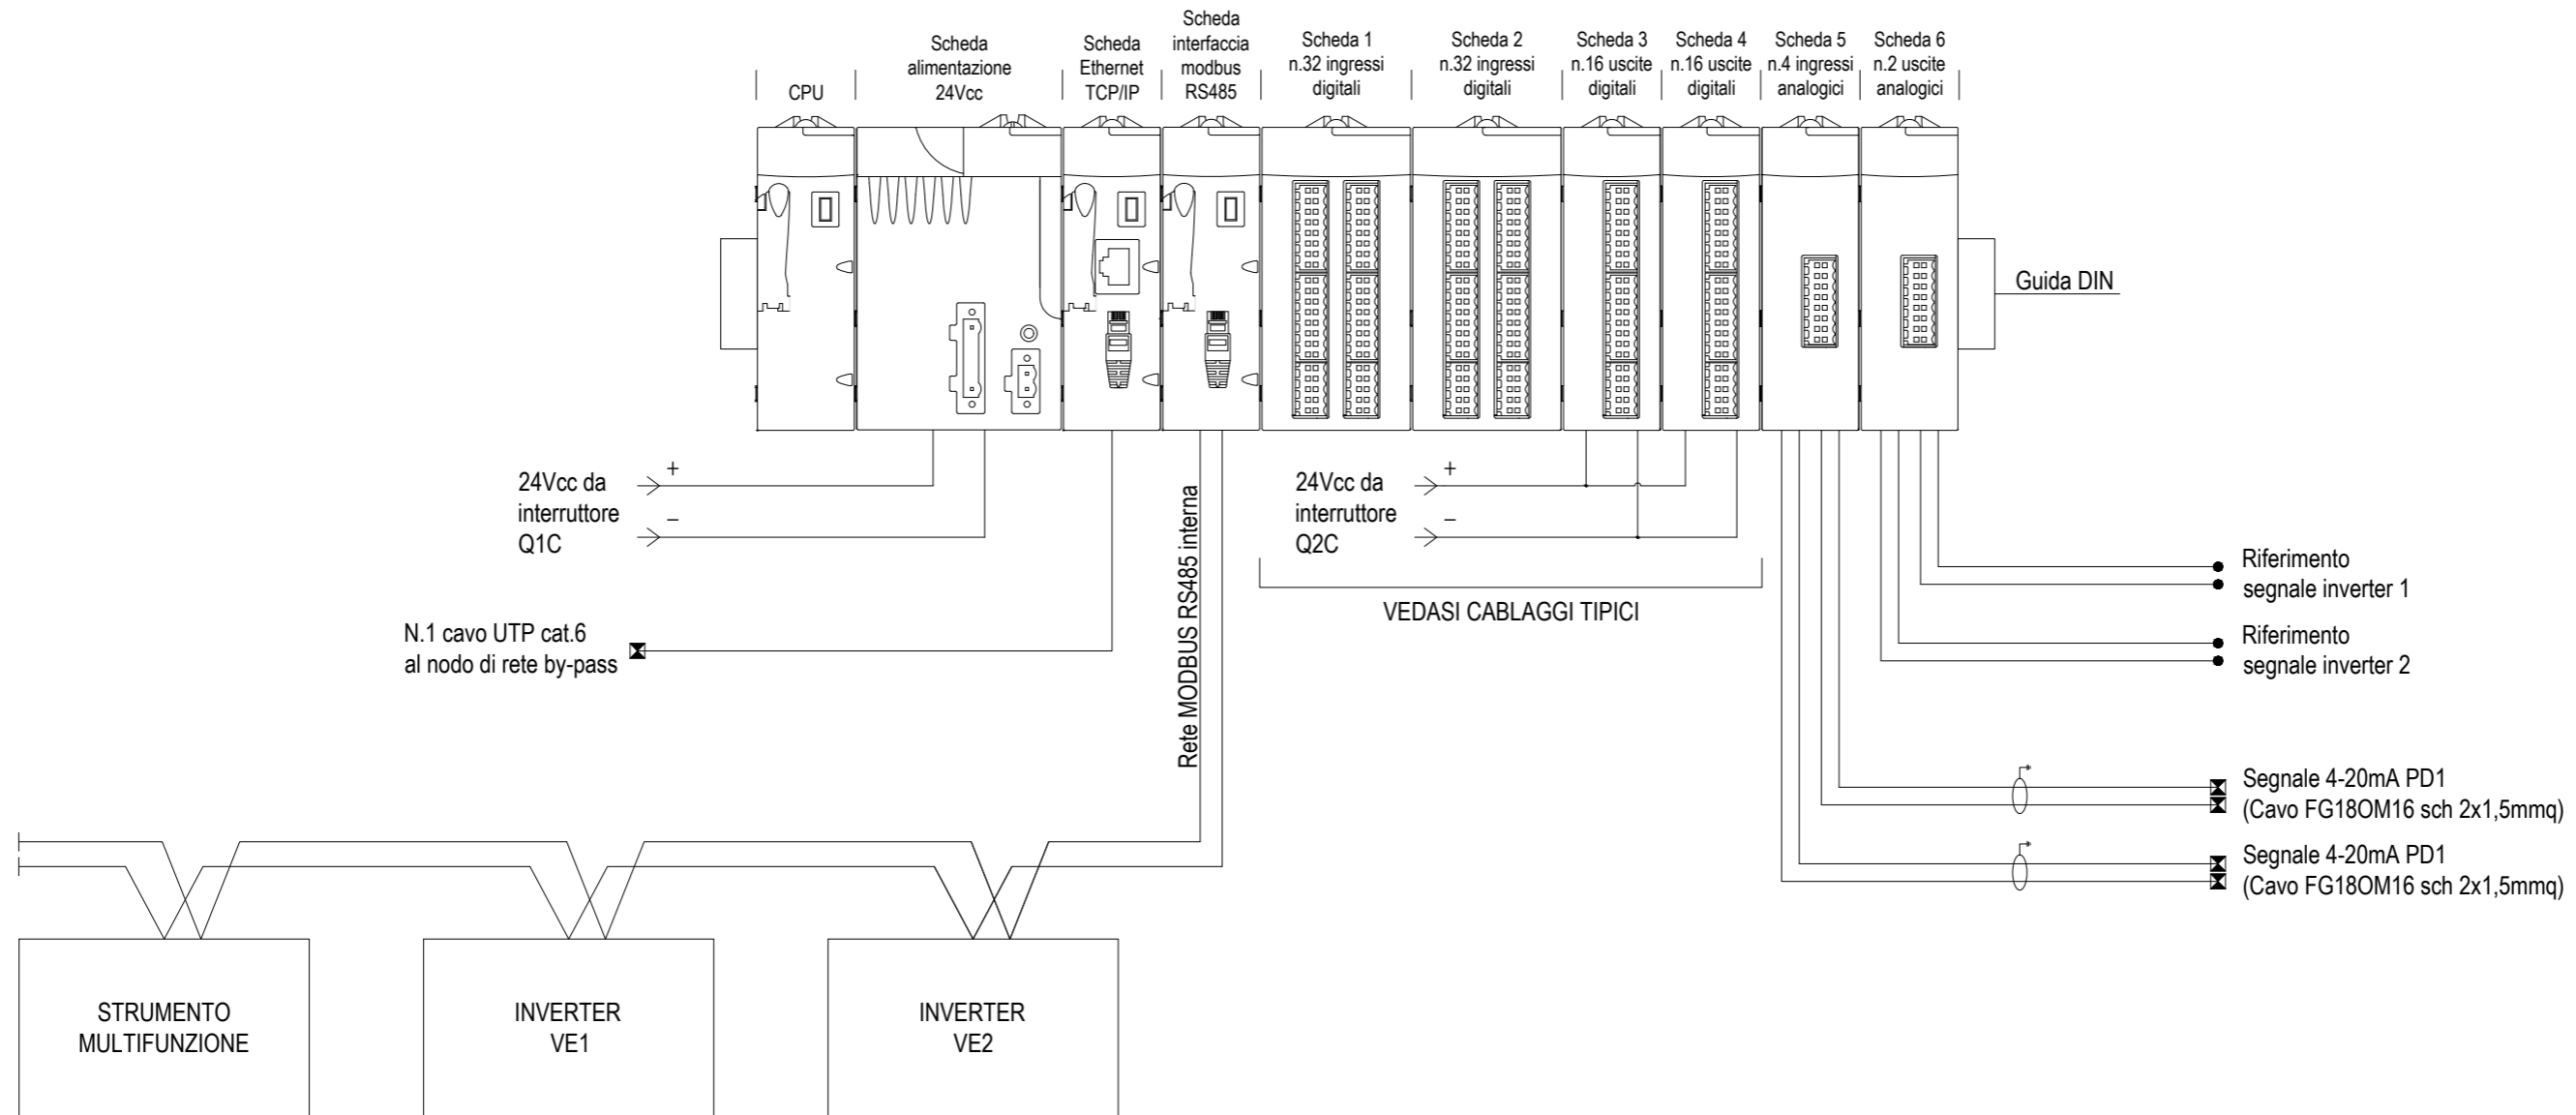 CPU
Scheda
alimentazione
24Vcc
Scheda
Ethernet
TCP/IP
Scheda
interfaccia
modbus
RS485
Scheda 1
n.32 ingressi
digitali
Scheda 2
n.32 ingressi
digitali
Scheda 3
n.16 uscite
digitali
Scheda 4
n.16 uscite
digitali
Scheda 5
n.4 ingressi
analogici
Scheda 6
n.2 uscite
analogici
Guida DIN
24Vcc da
interruttore
Q1C
+
–
24Vcc da
interruttore
Q2C
+
–
VEDASI CABLAGGI TIPICI
N.1 cavo UTP cat.6
al nodo di rete by-pass
Rete MODBUS RS485 interna
Riferimento
segnale inverter 1
Riferimento
segnale inverter 2
Segnale 4-20mA PD1
(Cavo FG18OM16 sch 2x1,5mmq)
Segnale 4-20mA PD1
(Cavo FG18OM16 sch 2x1,5mmq)
STRUMENTO
MULTIFUNZIONE
INVERTER
VE1
INVERTER
VE2